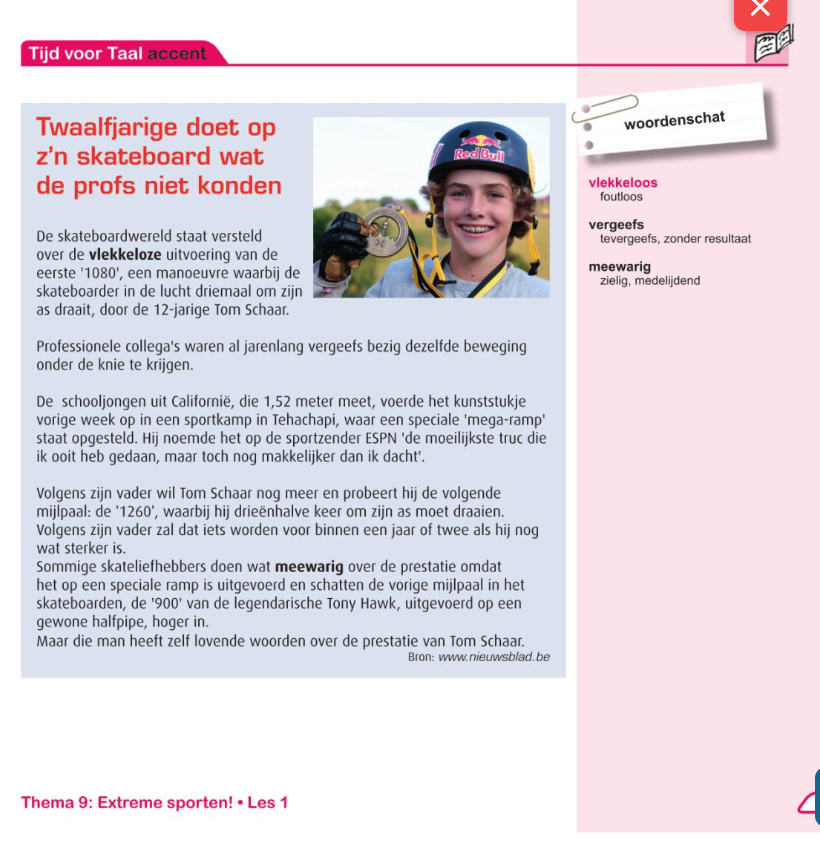 Tijd voor Taal accent
Twaalfjarige doet op
z'n skateboard wat
de profs niet konden
Red Bull
Red Bull
De skateboardwereld staat versteld
over de vlekkeloze uitvoering van de
eerste '1080', een manoeuvre waarbij de
skateboarder in de lucht driemaal om zijn
as draait, door de 12-jarige Tom Schaar.
Professionele collega's waren al jarenlang vergeefs bezig dezelfde beweging
onder de knie te krijgen.
De schooljongen uit Californië, die 1,52 meter meet, voerde het kunststukje
vorige week op in een sportkamp in Tehachapi, waar een speciale 'mega-ramp'
staat opgesteld. Hij noemde het op de sportzender ESPN 'de moeilijkste truc die
ik ooit heb gedaan, maar toch nog makkelijker dan ik dacht'.
Volgens zijn vader wil Tom Schaar nog meer en probeert hij de volgende
mijlpaal: de '1260', waarbij hij drieënhalve keer om zijn as moet draaien.
Volgens zijn vader zal dat iets worden voor binnen een jaar of twee als hij nog
wat sterker is.
Sommige skateliefhebbers doen wat meewarig over de prestatie omdat
het op een speciale ramp is uitgevoerd en schatten de vorige mijlpaal in het
skateboarden, de '900' van de legendarische Tony Hawk, uitgevoerd op een
gewone halfpipe, hoger in.
Maar die man heeft zelf lovende woorden over de prestatie van Tom Schaar.
Bron: www.nieuwsblad.be
woordenschat
vlekkeloos
foutloos
vergeefs
tevergeefs, zonder resultaat
meewarig
zielig, medelijdend
Thema 9: Extreme sporten! • Les 1